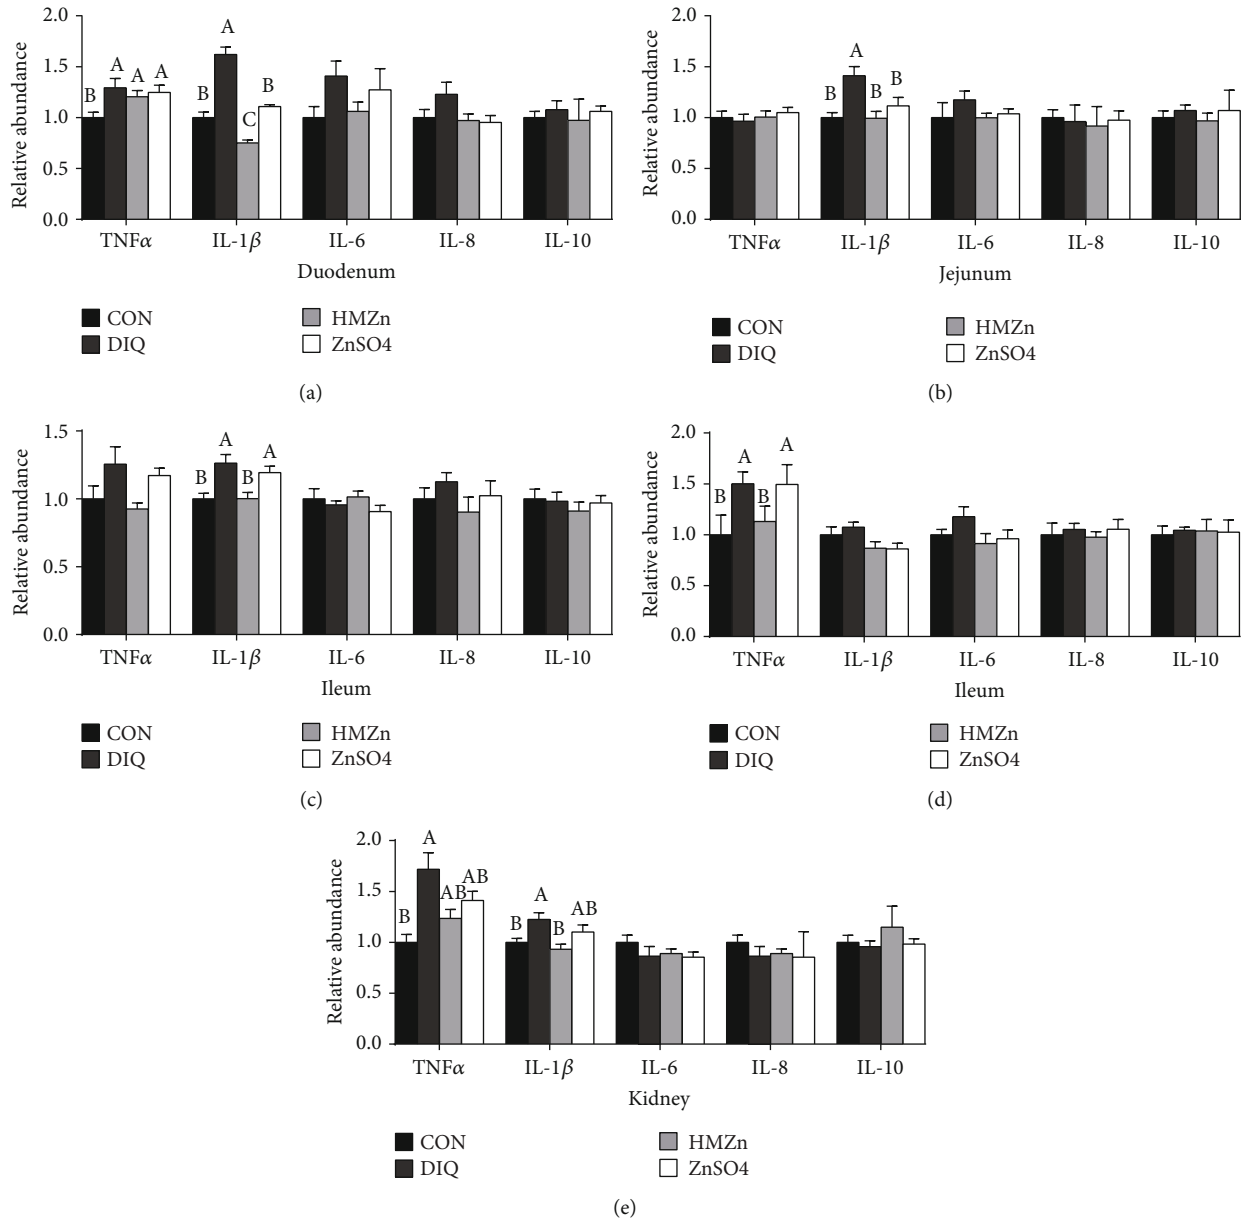 2.0
1.5
1.0
0.5
0.0
Relative abundance
B A A A
B A C B
TNFα IL-1β IL-6 IL-8 IL-10
Duodenum
CON HMZn
DIQ ZnSO4
(a)
2.0
1.5
1.0
0.5
0.0
Relative abundance
B A B B
TNFα IL-1β IL-6 IL-8 IL-10
Jejunum
CON HMZn
DIQ ZnSO4
(b)
1.5
1.0
0.5
0.0
Relative abundance
B A B A
TNFα IL-1β IL-6 IL-8 IL-10
Ileum
CON HMZn
DIQ ZnSO4
(c)
2.0
1.5
1.0
0.5
0.0
Relative abundance
B A B A
TNFα IL-1β IL-6 IL-8 IL-10
Ileum
CON HMZn
DIQ ZnSO4
(d)
2.0
1.5
1.0
0.5
0.0
Relative abundance
B A AB AB
B A B AB
TNFα IL-1β IL-6 IL-8 IL-10
Kidney
CON HMZn
DIQ ZnSO4
(e)